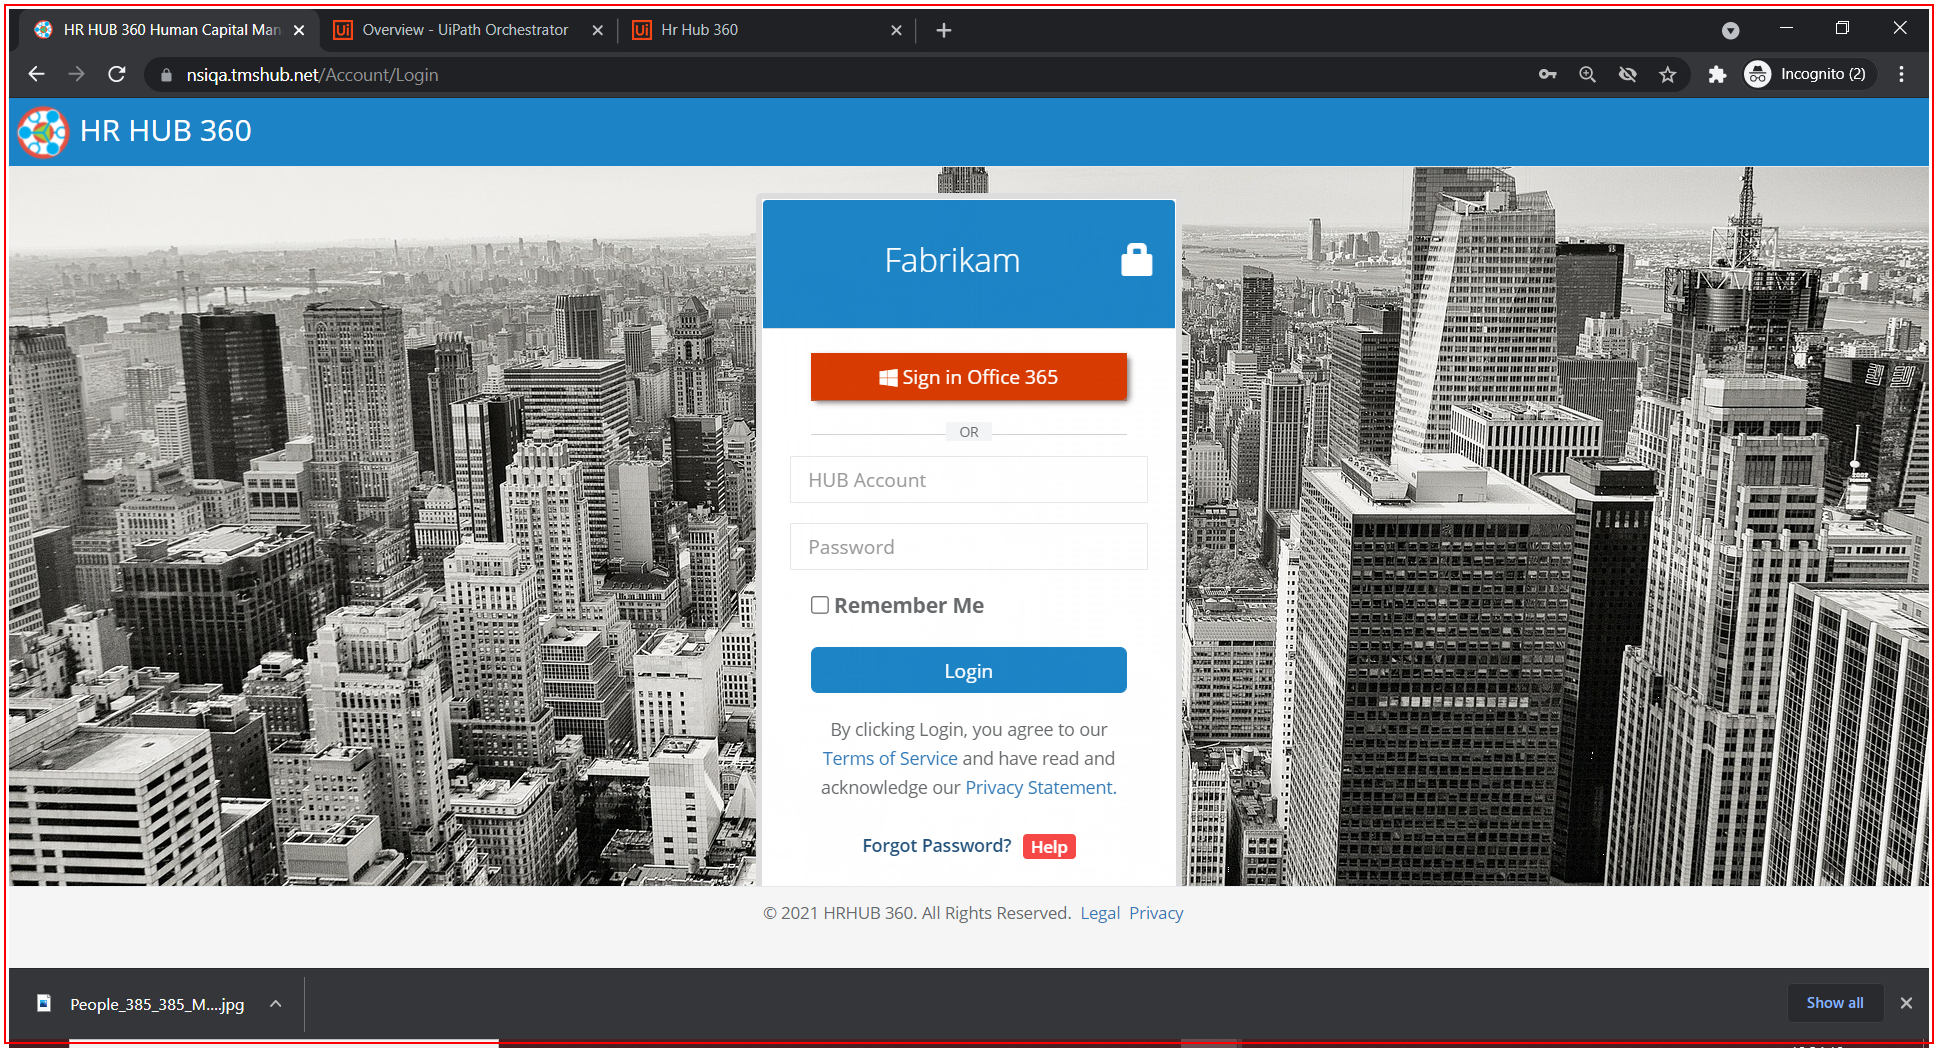 HR HUB 360 Human Capital Man
Overview - UiPath Orchestrator
Hr Hub 360
nsiqa.tmshub.net/Account/Login
Incognito (2)
HR HUB 360
Fabrikam
Sign in Office 365
OR
HUB Account
Password
Remember Me
Login
By clicking Login, you agree to our
Terms of Service and have read and
acknowledge our Privacy Statement.
Forgot Password? Help
© 2021 HRHUB 360. All Rights Reserved. Legal Privacy
People_385_385_M....jpg
Show all